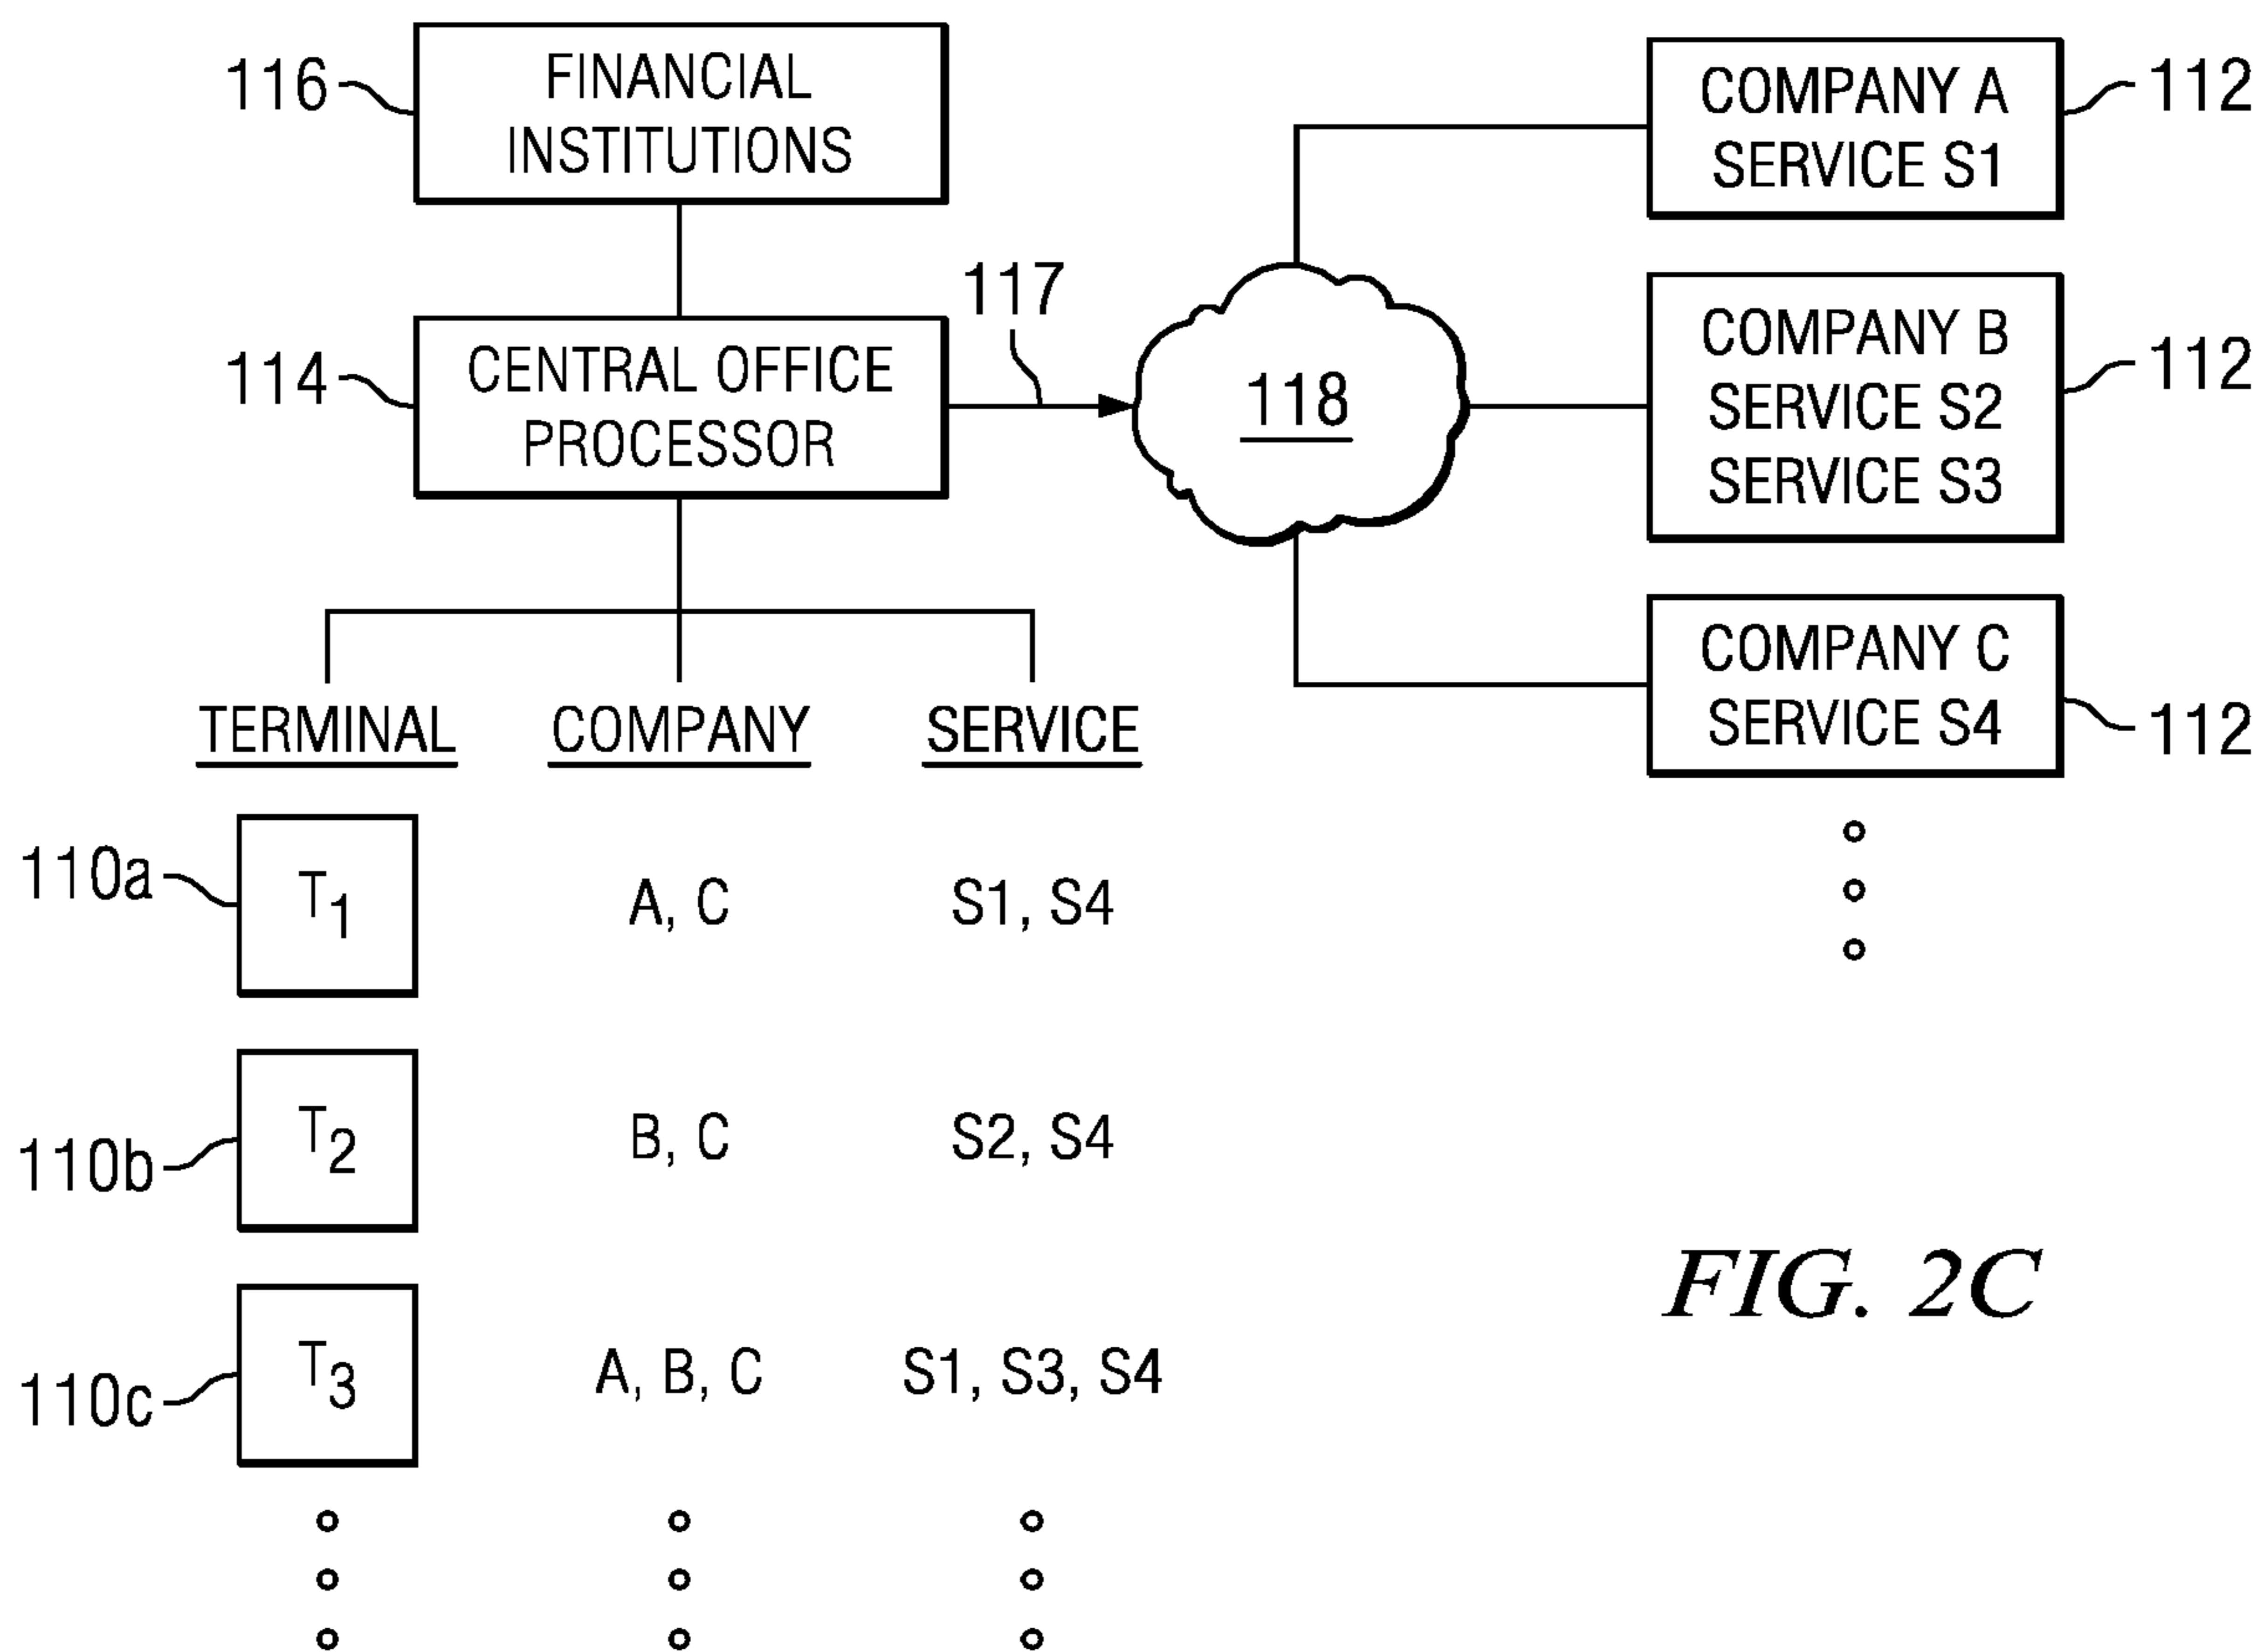 116
FINANCIAL
INSTITUTIONS
114
CENTRAL OFFICE
PROCESSOR
117
118
COMPANY A
SERVICE S1
112
COMPANY B
SERVICE S2
SERVICE S3
112
COMPANY C
SERVICE S4
112
TERMINAL COMPANY SERVICE
110a T1 A, C S1, S4
110b T2 B, C S2, S4
110c T3 A, B, C S1, S3, S4
FIG. 2C